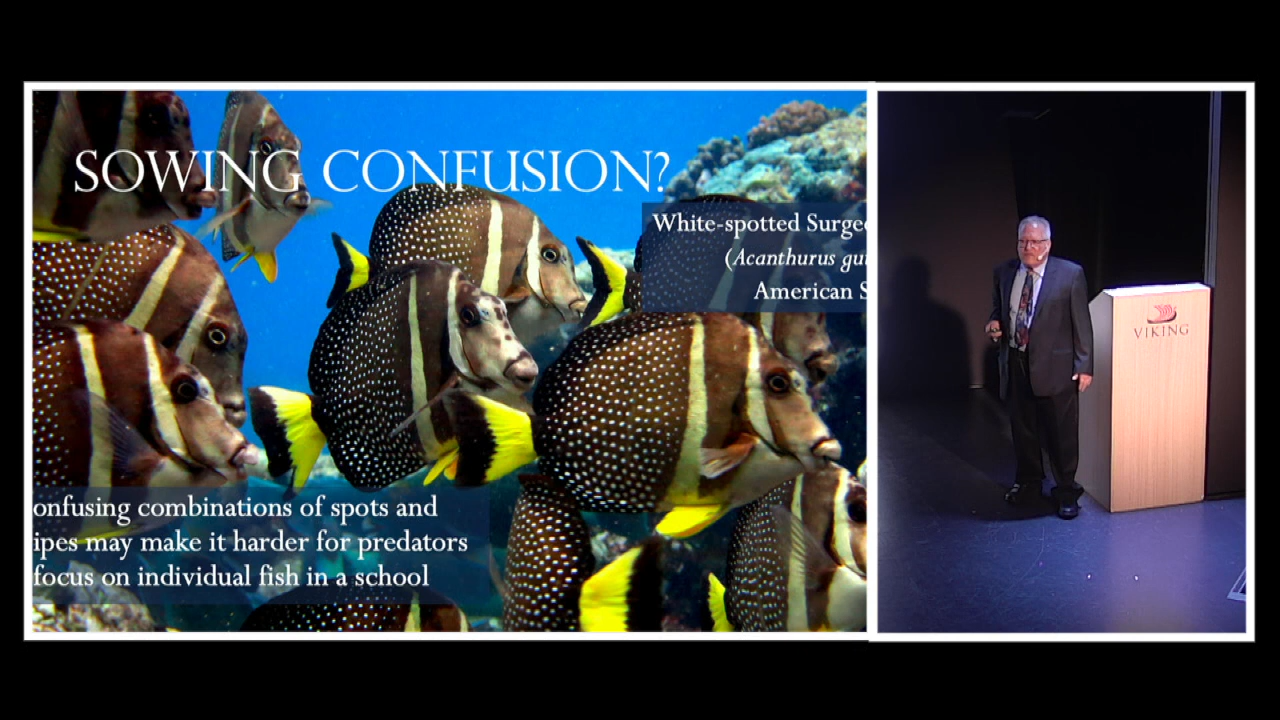 SOWING CONFUSION?
White-spotted Surge
(Acanthurus gu
American S
onfusing combinations of spots and
ipes may make it harder for predators
focus on individual fish in a school
VIKING